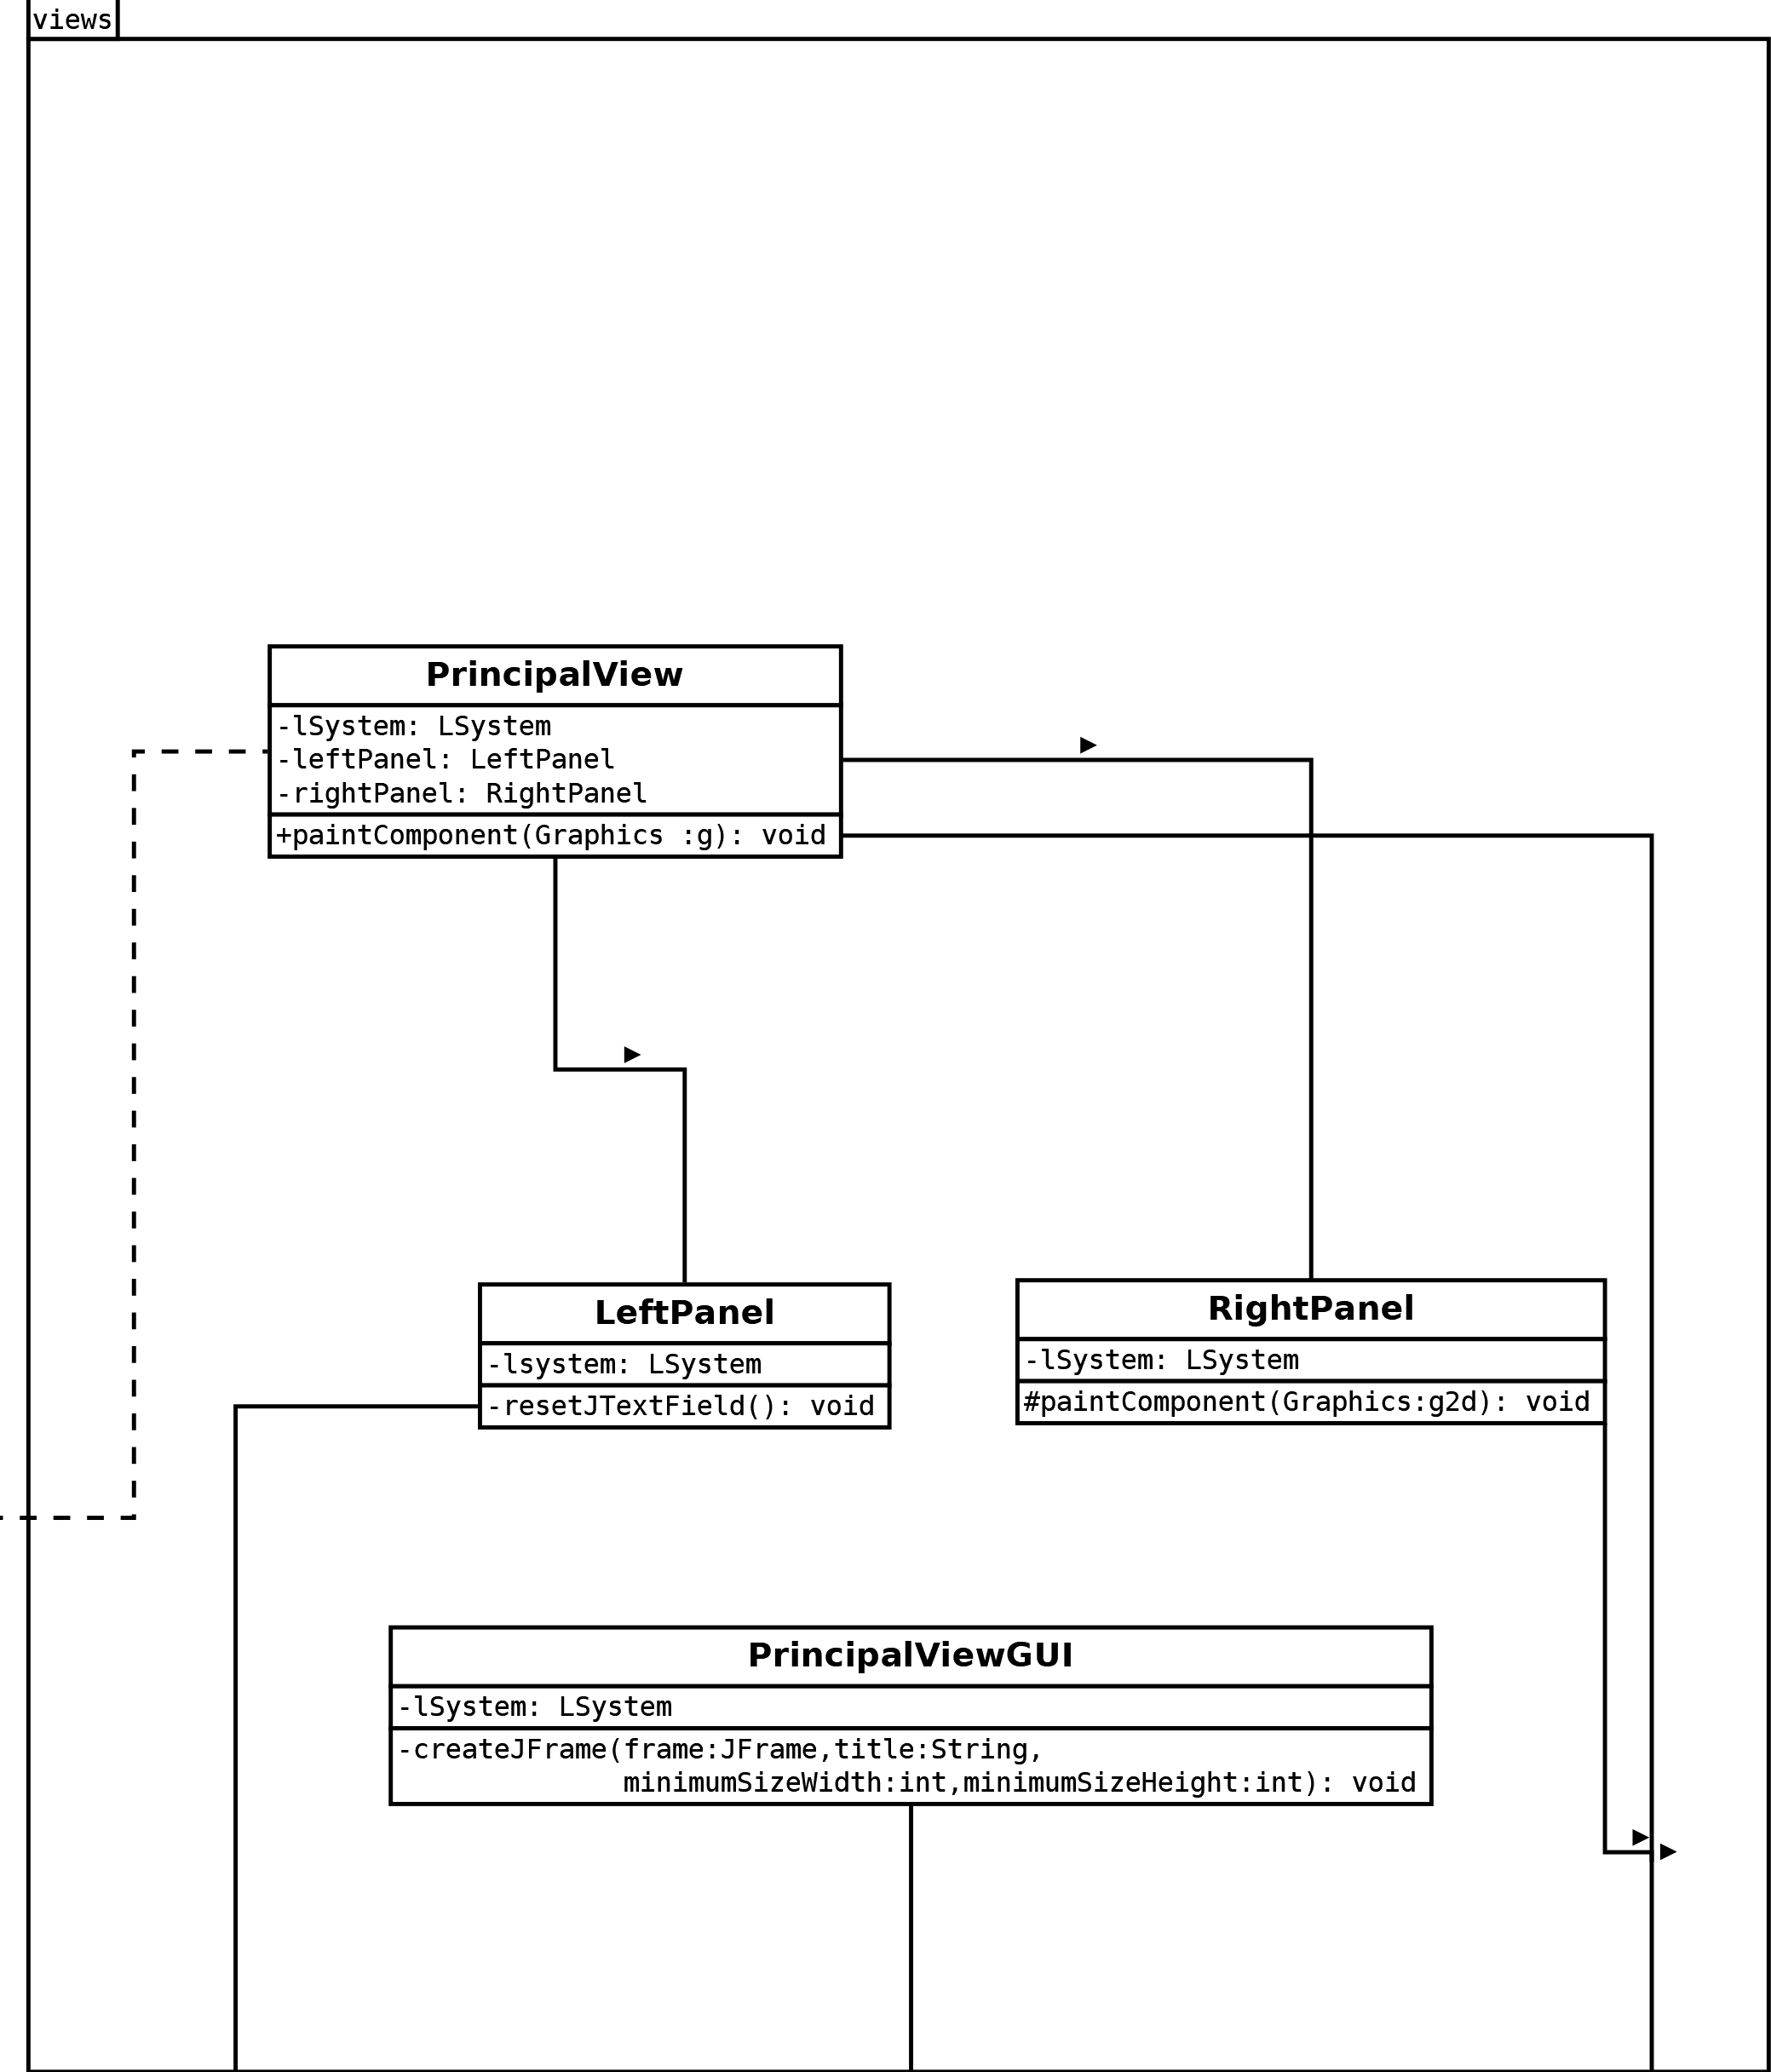 views
PrincipalView
-lSystem: LSystem
-leftPanel: LeftPanel
-rightPanel: RightPanel
+paintComponent(Graphics :g): void
LeftPanel
-lsystem: LSystem
-resetJTextField(): void
RightPanel
-lSystem: LSystem
#paintComponent(Graphics:g2d): void
PrincipalViewGUI
-lSystem: LSystem
-createJFrame(frame:JFrame,title:String,
minimumSizeWidth:int,minimumSizeHeight:int): void